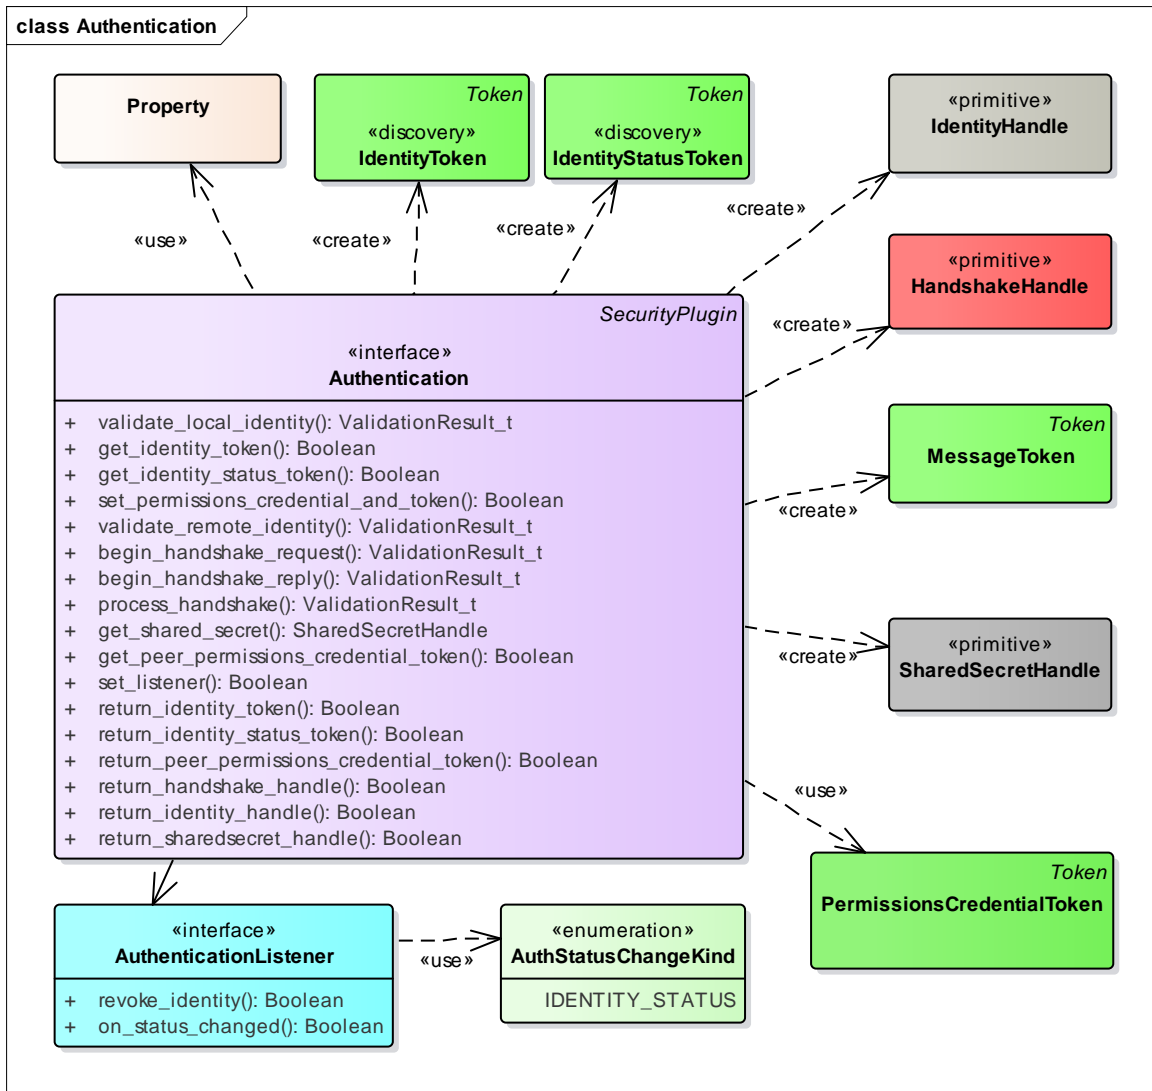 class Authentication
Property
Token
«discovery»
IdentityToken
Token
«discovery»
IdentityStatusToken
«primitive»
IdentityHandle
«use»
«create»
«create»
«create»
«primitive»
HandshakeHandle
«create»
SecurityPlugin
«interface»
Authentication
+ validate_local_identity(): ValidationResult_t
+ get_identity_token(): Boolean
+ get_identity_status_token(): Boolean
+ set_permissions_credential_and_token(): Boolean
+ validate_remote_identity(): ValidationResult_t
+ begin_handshake_request(): ValidationResult_t
+ begin_handshake_reply(): ValidationResult_t
+ process_handshake(): ValidationResult_t
+ get_shared_secret(): SharedSecretHandle
+ get_peer_permissions_credential_token(): Boolean
+ set_listener(): Boolean
+ return_identity_token(): Boolean
+ return_identity_status_token(): Boolean
+ return_peer_permissions_credential_token(): Boolean
+ return_handshake_handle(): Boolean
+ return_identity_handle(): Boolean
+ return_sharedsecret_handle(): Boolean
Token
MessageToken
«create»
«primitive»
SharedSecretHandle
«create»
«use»
Token
PermissionsCredentialToken
«interface»
AuthenticationListener
+ revoke_identity(): Boolean
+ on_status_changed(): Boolean
«use»
«enumeration»
AuthStatusChangeKind
IDENTITY_STATUS